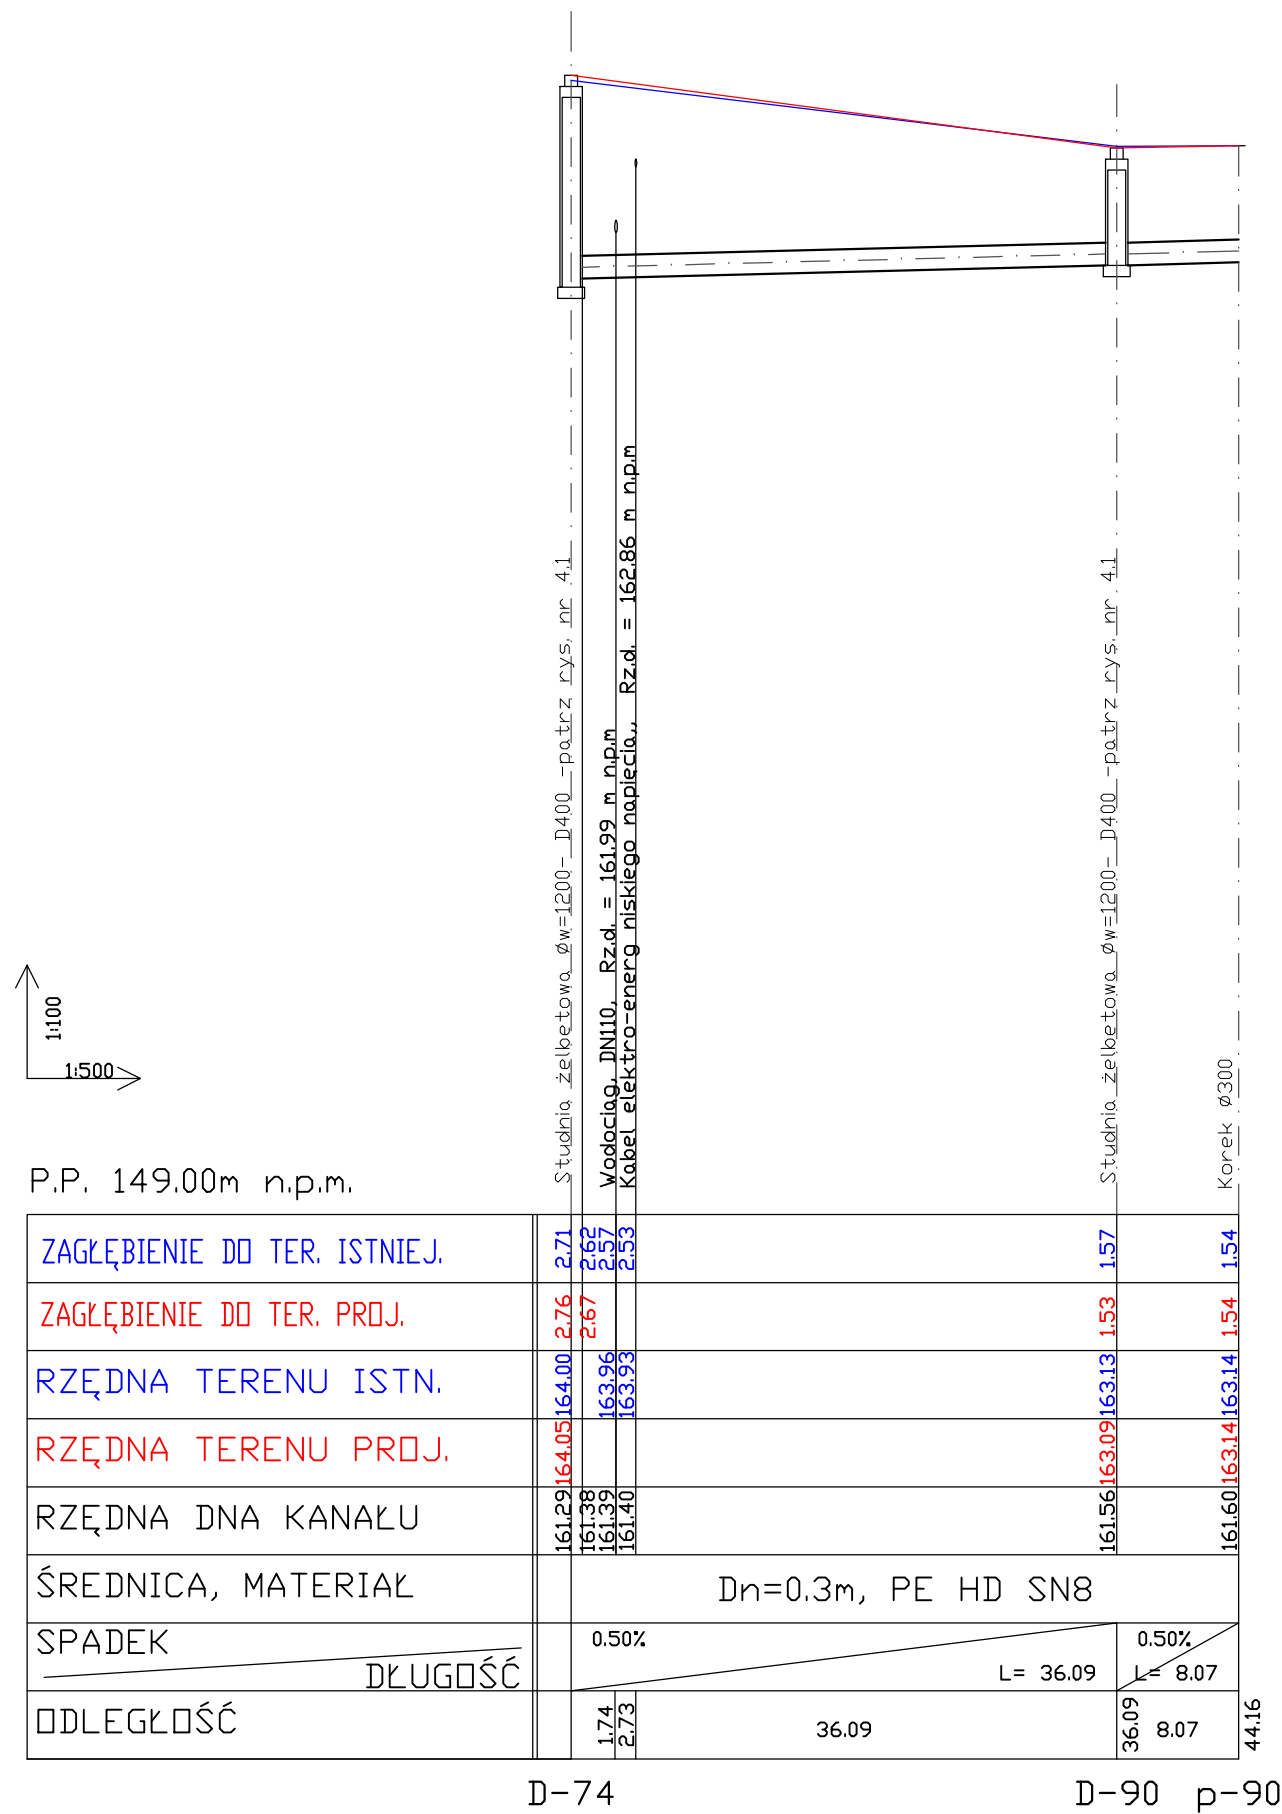 Studnia żelbetowa øw=1200- D400 -patrz rys. nr 4.1
Wodociąg, DN110, Rz.d. = 161.99 m n.p.m
Kabel elektro-energ niskiego napięcia,, Rz.d. = 162.86 m n.p.m
Studnia żelbetowa øw=1200- D400 -patrz rys. nr 4.1
Korek ø300
1:100
1:500
P.P. 149.00m n.p.m.
ZAGŁĘBIENIE DO TER. ISTNIEJ. 2.71 2.62 2.57 2.53 1.57 1.54
ZAGŁĘBIENIE DO TER. PROJ. 2.76 2.67 1.53 1.54
RZĘDNA TERENU ISTN. 164.00 163.96 163.93 163.13 163.14
RZĘDNA TERENU PROJ. 164.05 163.09 163.14
RZĘDNA DNA KANAŁU 161.29 161.38 161.39 161.40 161.56 161.60
ŚREDNICA, MATERIAŁ Dn=0.3m, PE HD SN8
SPADEK 0.50% 0.50%
DŁUGOŚĆ L= 36.09 L= 8.07
ODLEGŁOŚĆ 1.74 2.73 36.09 36.09 8.07 44.16
D-74 D-90 p-90